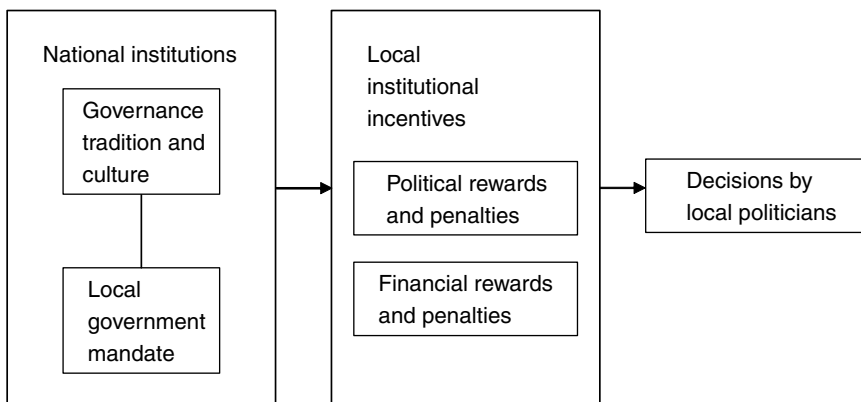 National institutions
Governance
tradition and
culture
Local
government
mandate
Local
institutional
incentives
Political rewards
and penalties
Financial rewards
and penalties
Decisions by
local politicians